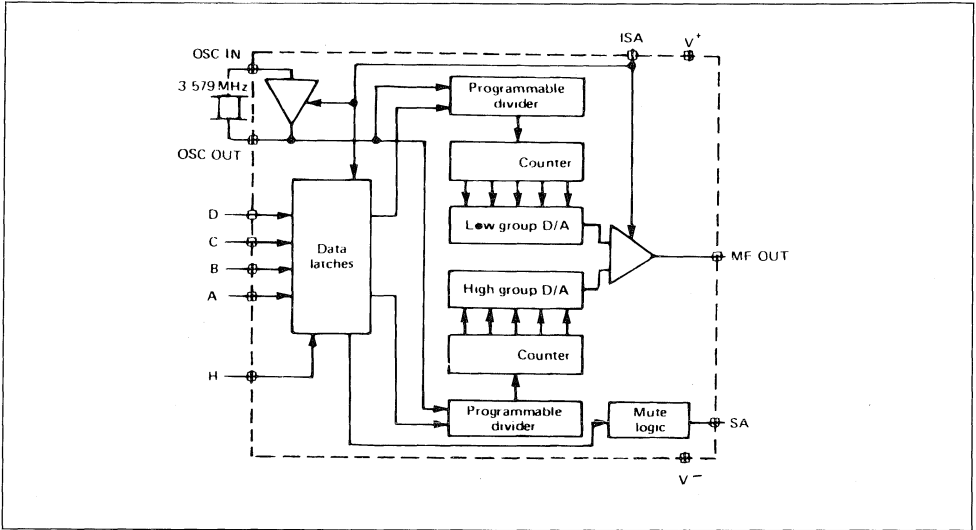 ISA
V+
OSC IN
3 579 MHz
OSC OUT
Programmable
divider
Counter
Low group D/A
D
C
B
A
Data
latches
MF OUT
High group D/A
Counter
H
Programmable
divider
Mute
logic
SA
V−